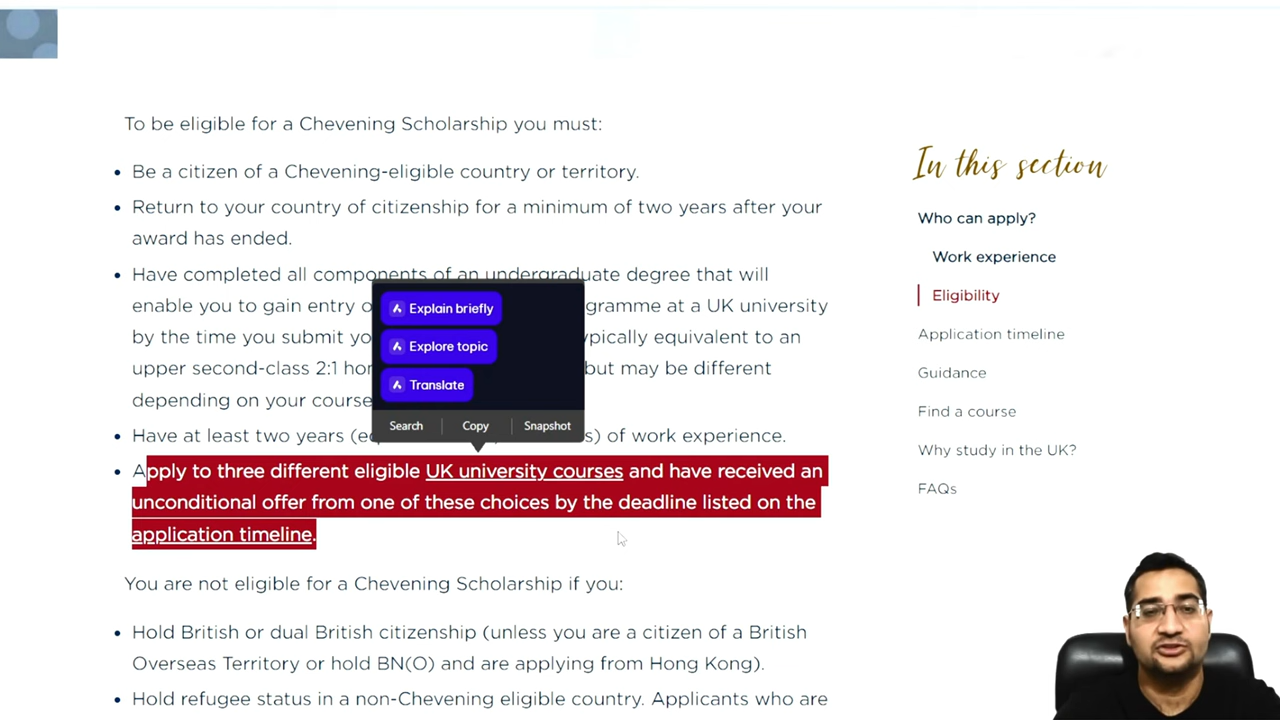 To be eligible for a Chevening Scholarship you must:
Be a citizen of a Chevening-eligible country or territory.
Return to your country of citizenship for a minimum of two years after your
award has ended.
Have completed all components of an undergraduate degree that will
enable you to gain entry o gramme at a UK university
by the time you submit yo ypically equivalent to an
upper second-class 2:1 hon but may be different
depending on your course
Have at least two years (eq s) of work experience.
Apply to three different eligible UK university courses and have received an
unconditional offer from one of these choices by the deadline listed on the
application timeline.
You are not eligible for a Chevening Scholarship if you:
Hold British or dual British citizenship (unless you are a citizen of a British
Overseas Territory or hold BN(O) and are applying from Hong Kong).
Hold refugee status in a non-Chevening eligible country. Applicants who are
Explain briefly
Explore topic
Translate
Search Copy Snapshot
In this section
Who can apply?
Work experience
Eligibility
Application timeline
Guidance
Find a course
Why study in the UK?
FAQs